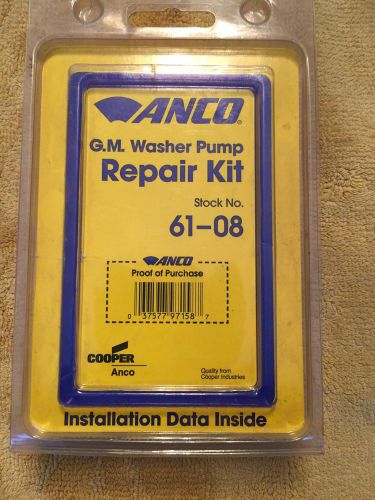 ANCO®
G.M. Washer Pump
Repair Kit
Stock No.
61-08
ANCO
Proof of Purchase
0 37577 97158 7
COOPER
Anco
Quality from
Cooper Industries
Installation Data Inside